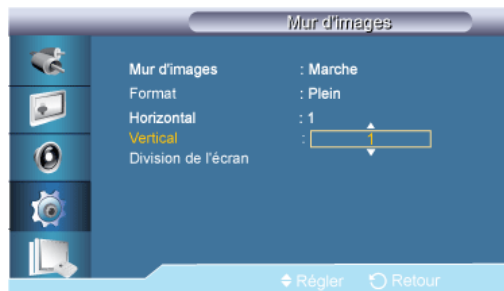 Mur d'images
Mur d'images : Marche
Format : Plein
Horizontal : 1
Vertical : 1
Division de l'écran
Régler Retour